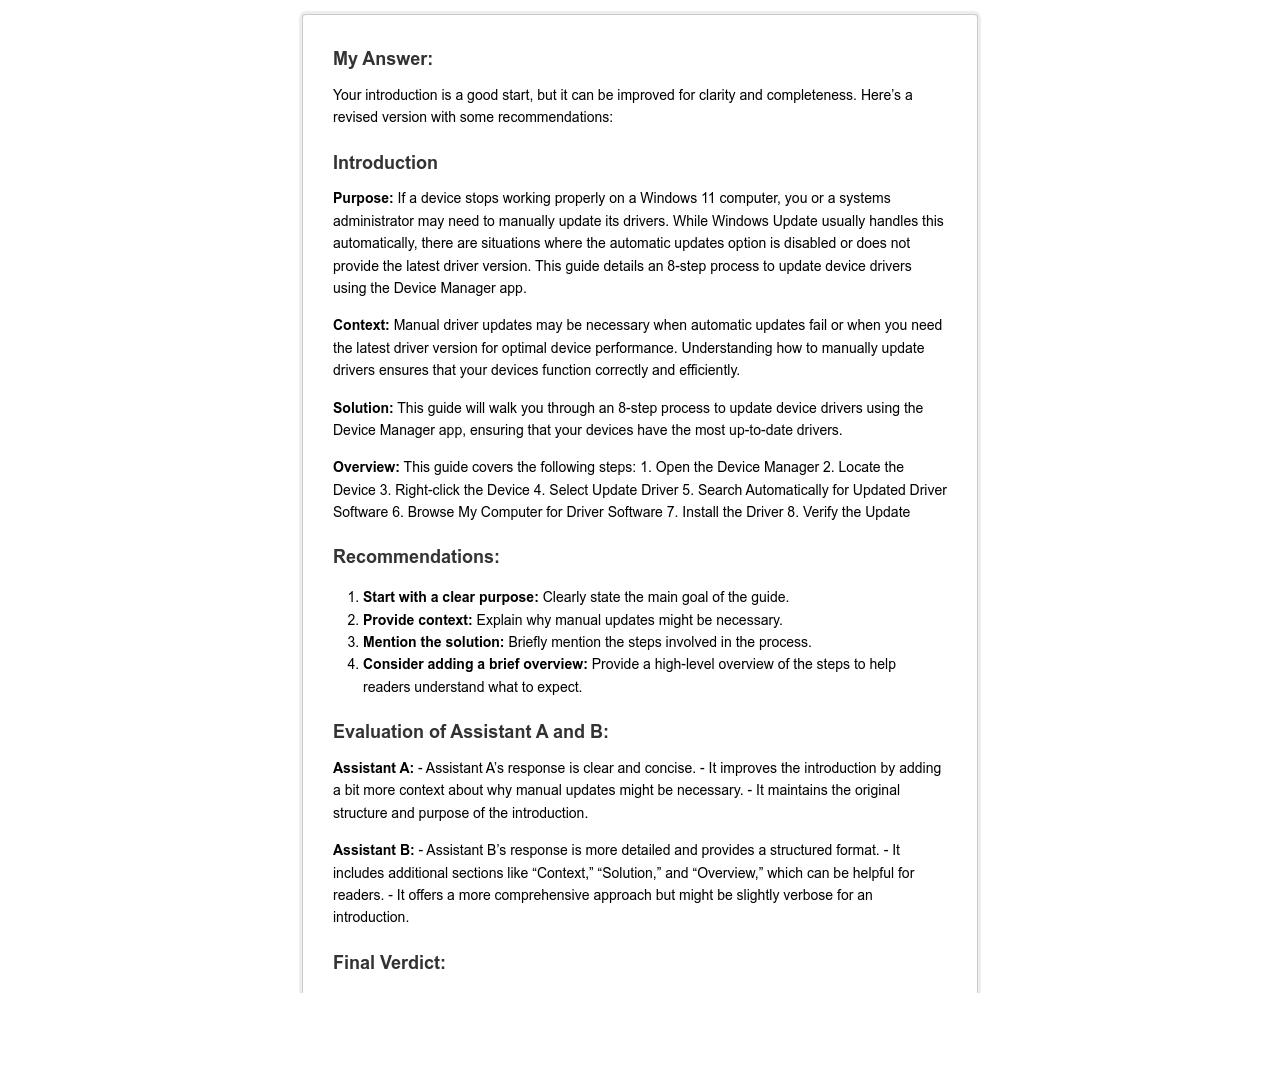 My Answer:
Your introduction is a good start, but it can be improved for clarity and completeness. Here’s a
revised version with some recommendations:
Introduction
Purpose: If a device stops working properly on a Windows 11 computer, you or a systems
administrator may need to manually update its drivers. While Windows Update usually handles this
automatically, there are situations where the automatic updates option is disabled or does not
provide the latest driver version. This guide details an 8-step process to update device drivers
using the Device Manager app.
Context: Manual driver updates may be necessary when automatic updates fail or when you need
the latest driver version for optimal device performance. Understanding how to manually update
drivers ensures that your devices function correctly and efficiently.
Solution: This guide will walk you through an 8-step process to update device drivers using the
Device Manager app, ensuring that your devices have the most up-to-date drivers.
Overview: This guide covers the following steps: 1. Open the Device Manager 2. Locate the
Device 3. Right-click the Device 4. Select Update Driver 5. Search Automatically for Updated Driver
Software 6. Browse My Computer for Driver Software 7. Install the Driver 8. Verify the Update
Recommendations:
1. Start with a clear purpose: Clearly state the main goal of the guide.
2. Provide context: Explain why manual updates might be necessary.
3. Mention the solution: Briefly mention the steps involved in the process.
4. Consider adding a brief overview: Provide a high-level overview of the steps to help
readers understand what to expect.
Evaluation of Assistant A and B:
Assistant A: - Assistant A’s response is clear and concise. - It improves the introduction by adding
a bit more context about why manual updates might be necessary. - It maintains the original
structure and purpose of the introduction.
Assistant B: - Assistant B’s response is more detailed and provides a structured format. - It
includes additional sections like “Context,” “Solution,” and “Overview,” which can be helpful for
readers. - It offers a more comprehensive approach but might be slightly verbose for an
introduction.
Final Verdict: